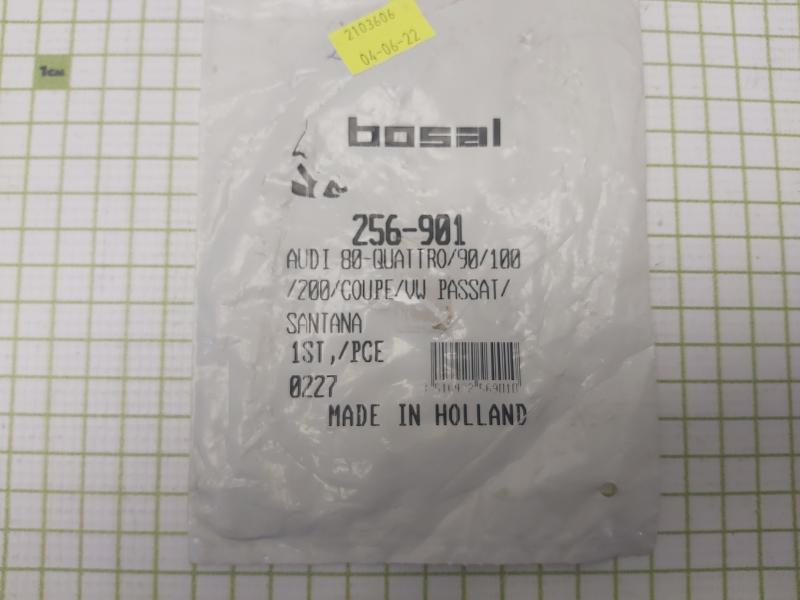 2103606
04-06-22
1CM
bosal
256-901
AUDI 80-QUATTRO/90/100
/200/COUPE/VW PASSAT/
SANTANA
1ST,/PCE
0227
MADE IN HOLLAND